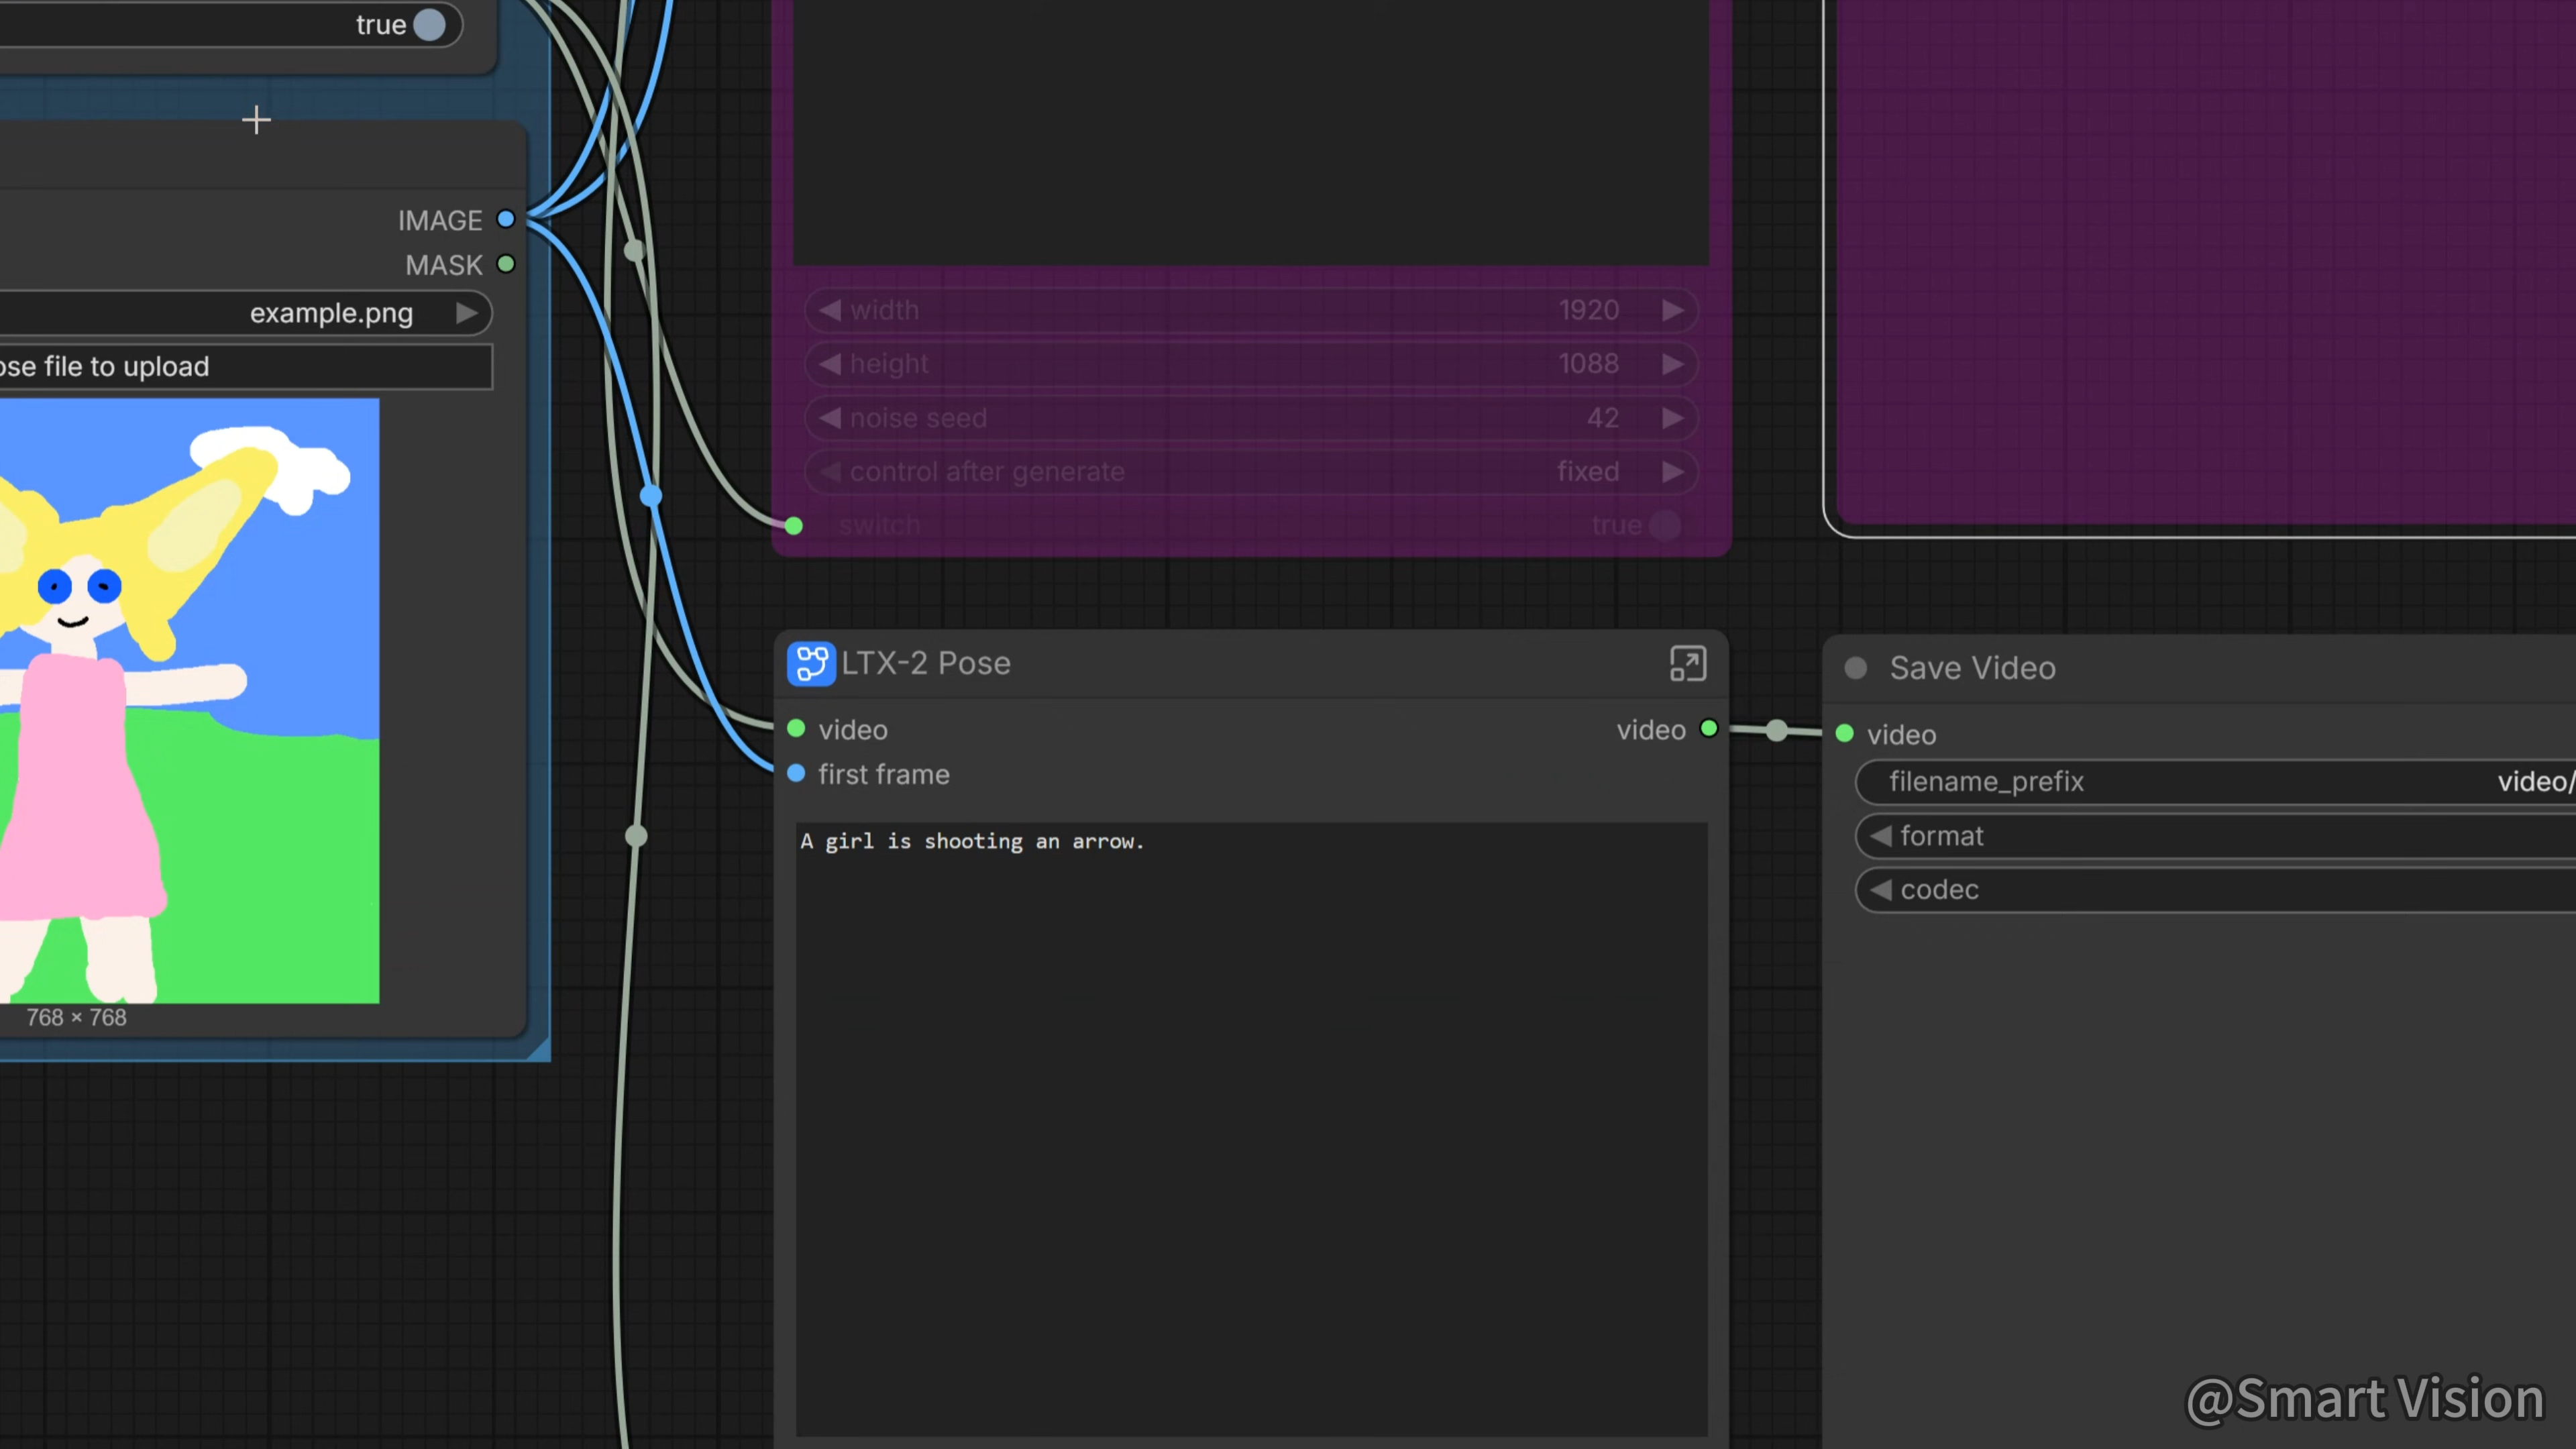 true
IMAGE
MASK
example.png
ose file to upload
768 × 768
width 1920
height 1088
noise seed 42
control after generate fixed
switch true
LTX-2 Pose
video video
first frame
A girl is shooting an arrow.
Save Video
video
filename_prefix video/
format
codec
@Smart Vision